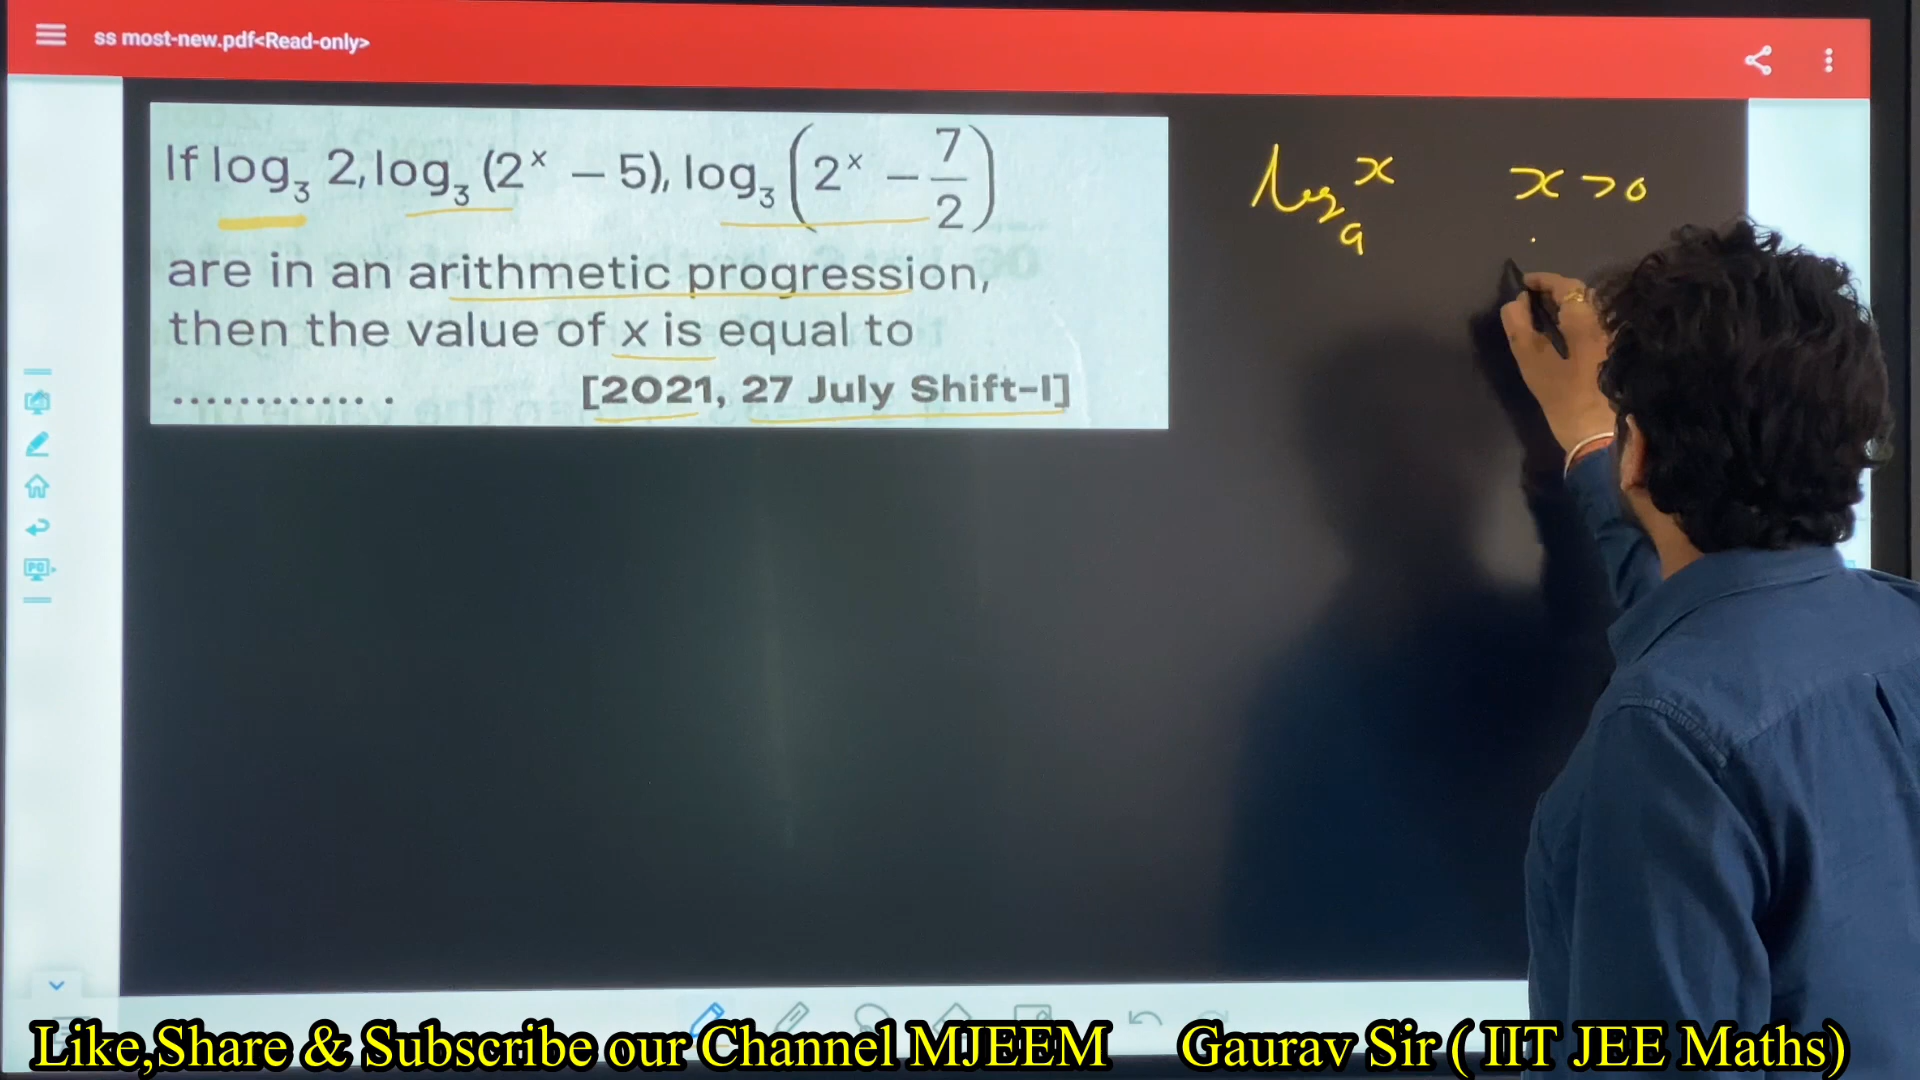 ss most-new.pdf<Read-only>
If log₃ 2, log₃ (2ˣ − 5), log₃ (2ˣ − 7/2)
are in an arithmetic progression,
then the value of x is equal to
............ . [2021, 27 July Shift-I]
logₐ x x > 0
Like,Share & Subscribe our Channel MJEEM Gaurav Sir ( IIT JEE Maths)